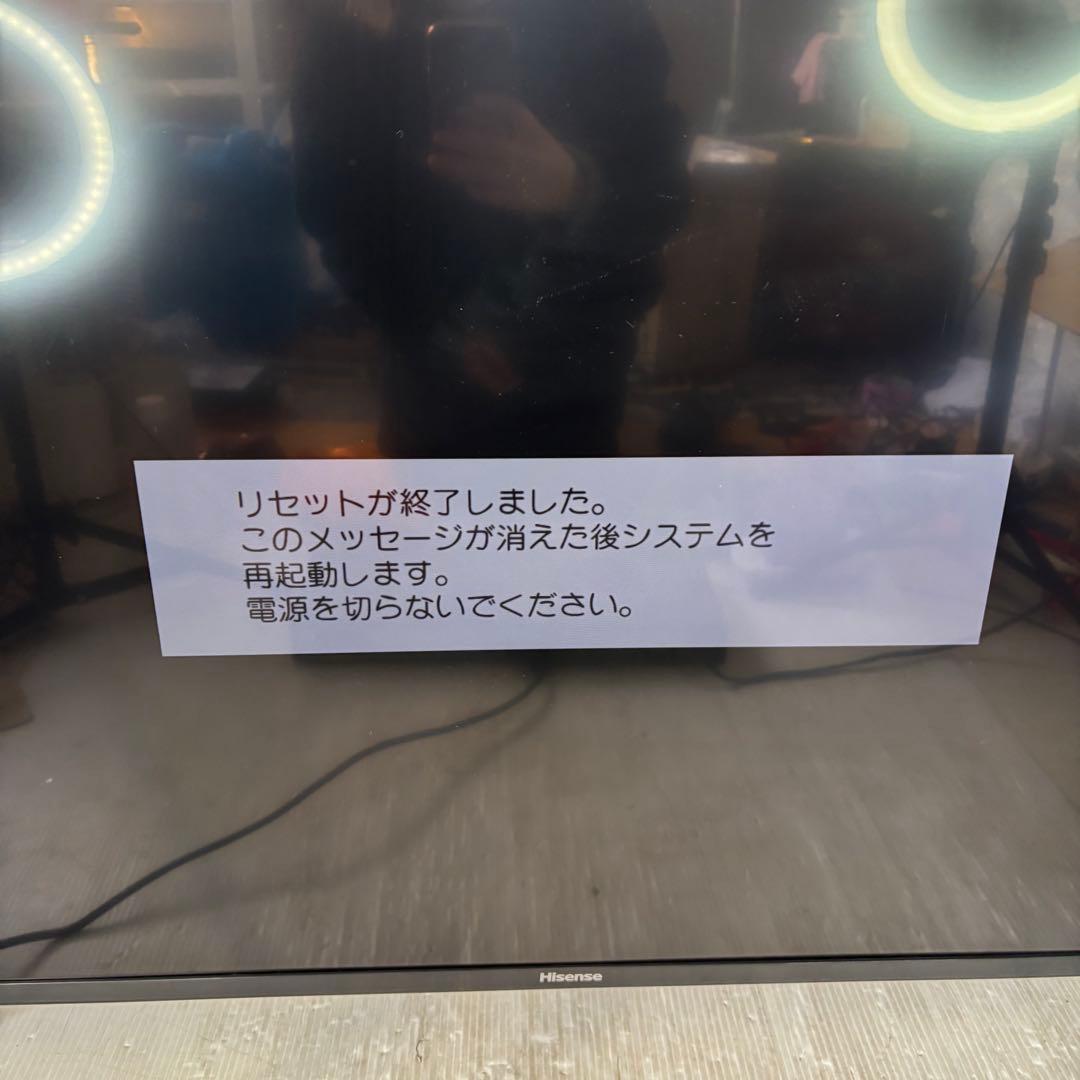 リセットが終了しました。
このメッセージが消えた後システムを
再起動します。
電源を切らないでください。
Hisense